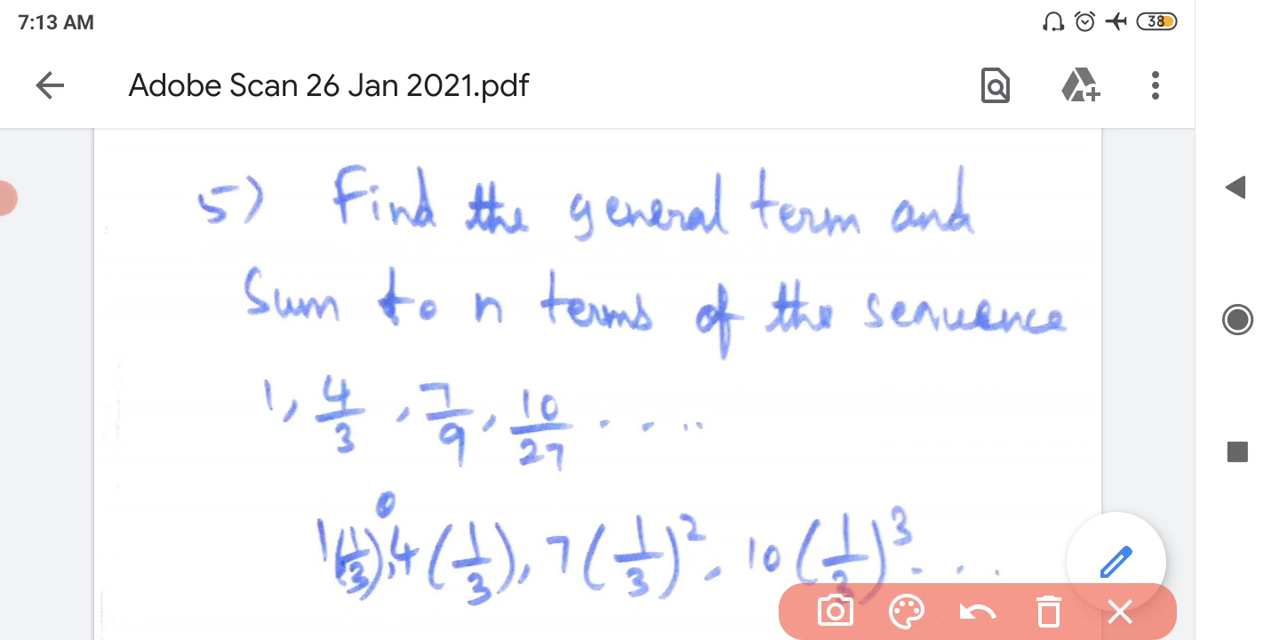 7:13 AM
38
Adobe Scan 26 Jan 2021.pdf
5) Find the general term and
Sum to n terms of the sequence
1, 4/3, 7/9, 10/27 .....
1(1/3)^0, 4(1/3), 7(1/3)^2, 10(1/3)^3 ....